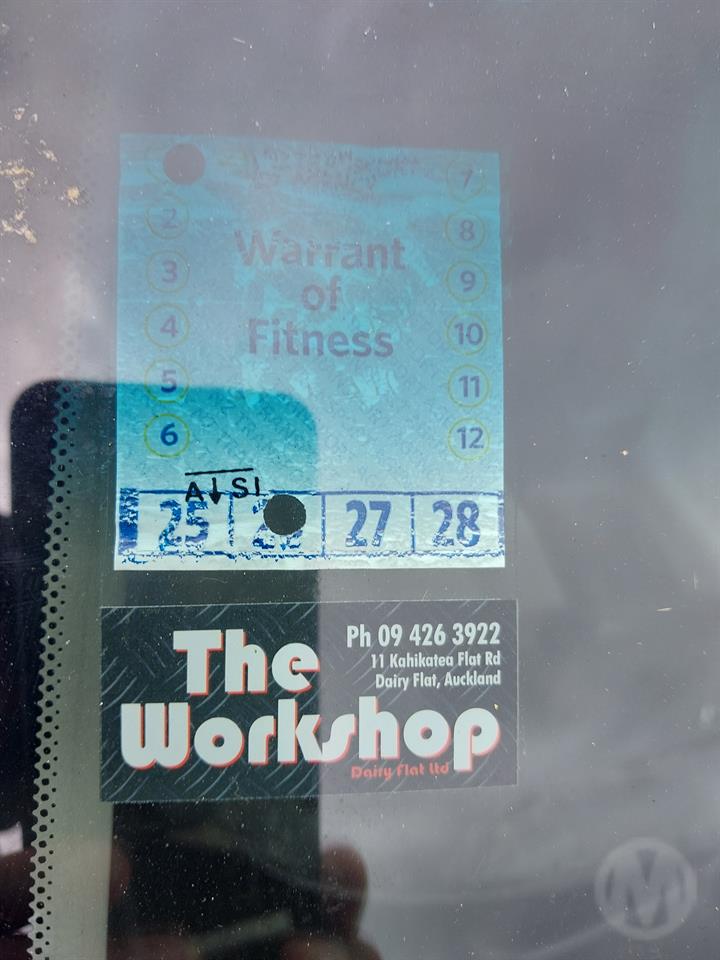 7
2
8
Warrant
of
Fitness
3
9
4
10
5
11
6
12
25
27
28
The
Workshop
Dairy Flat Ltd
Ph 09 426 3922
11 Kahikatea Flat Rd
Dairy Flat, Auckland
M